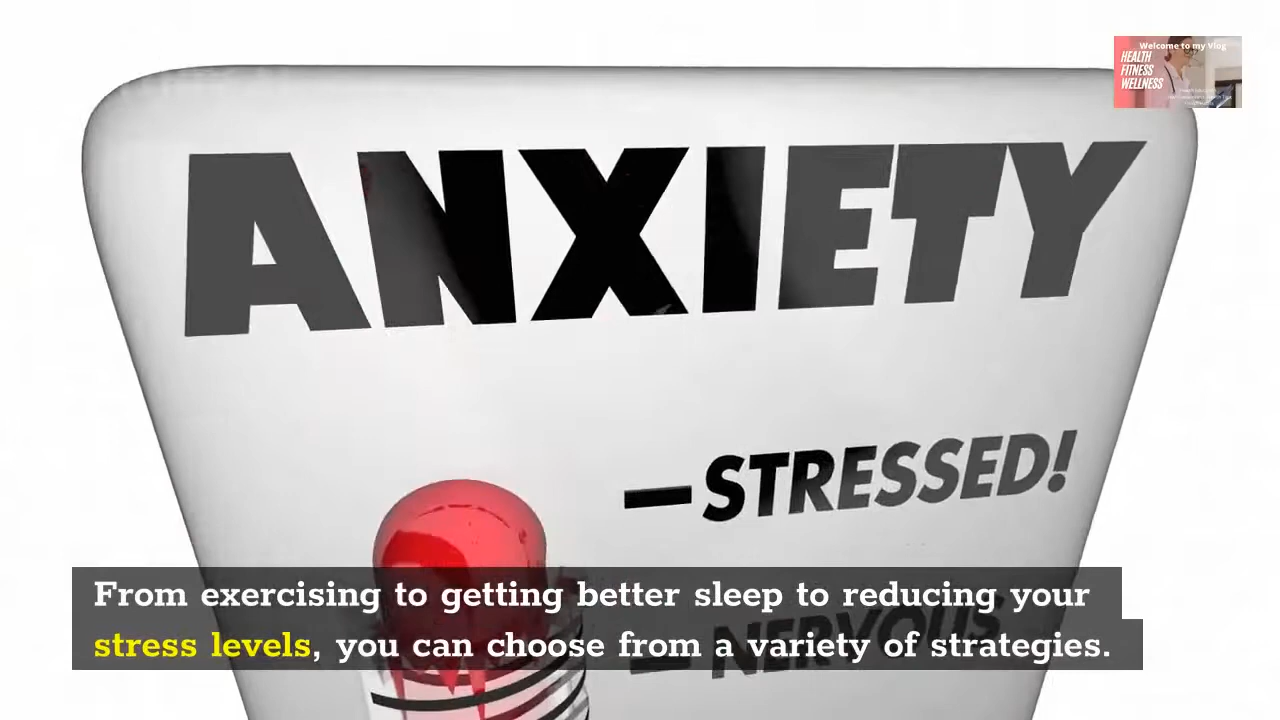 Welcome to my Vlog
HEALTH
FITNESS
WELLNESS
ANXIETY
—STRESSED!
— NERVOUS
From exercising to getting better sleep to reducing your
stress levels, you can choose from a variety of strategies.